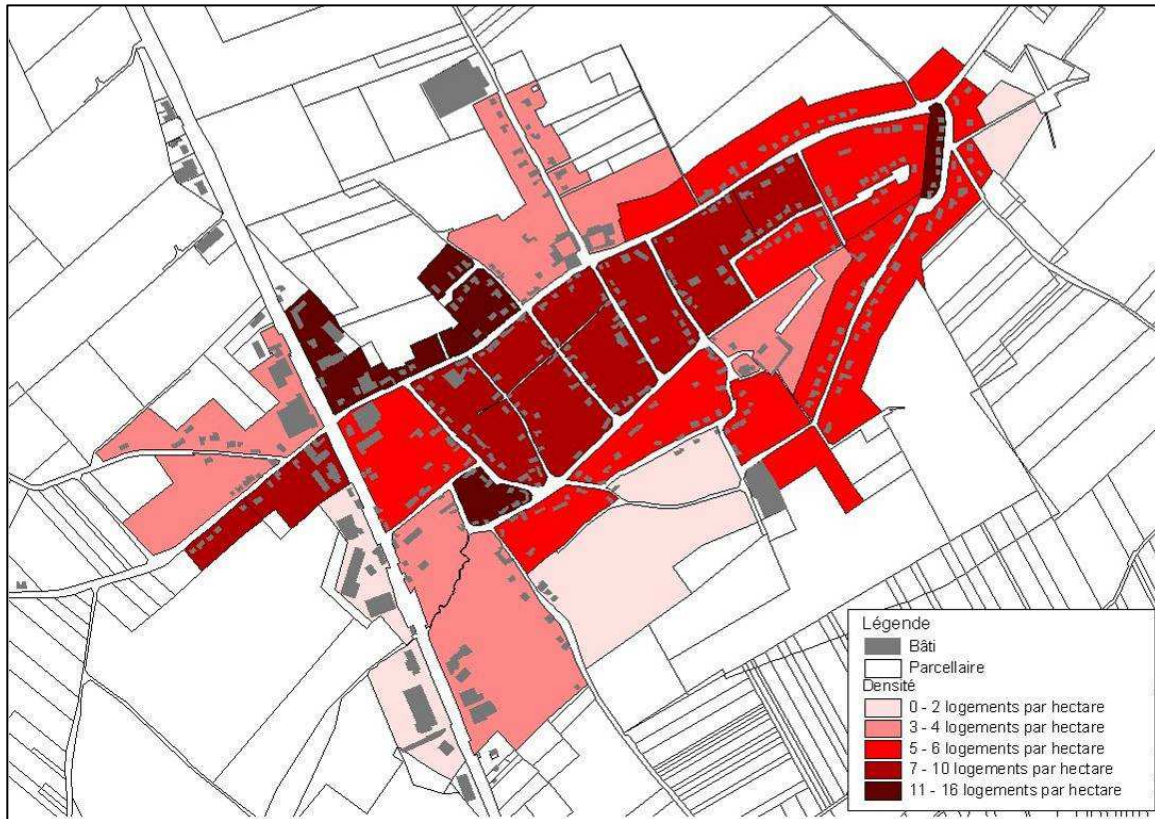 Légende
Bâti
Parcellaire
Densité
0 - 2 logements par hectare
3 - 4 logements par hectare
5 - 6 logements par hectare
7 - 10 logements par hectare
11 - 16 logements par hectare